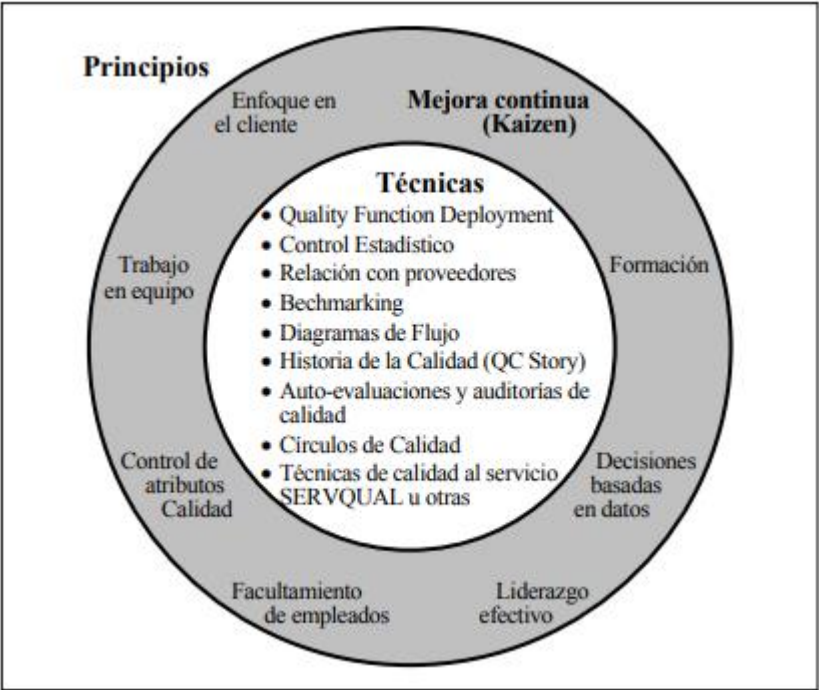 Principios
Enfoque en
el cliente
Mejora continua
(Kaizen)
Técnicas
• Quality Function Deployment
• Control Estadístico
• Relación con proveedores
• Bechmarking
• Diagramas de Flujo
• Historia de la Calidad (QC Story)
• Auto-evaluaciones y auditorías de
calidad
• Circulos de Calidad
• Técnicas de calidad al servicio
SERVQUAL u otras
Trabajo
en equipo
Formación
Control de
atributos
Calidad
Decisiones
basadas
en datos
Facultamiento
de empleados
Liderazgo
efectivo